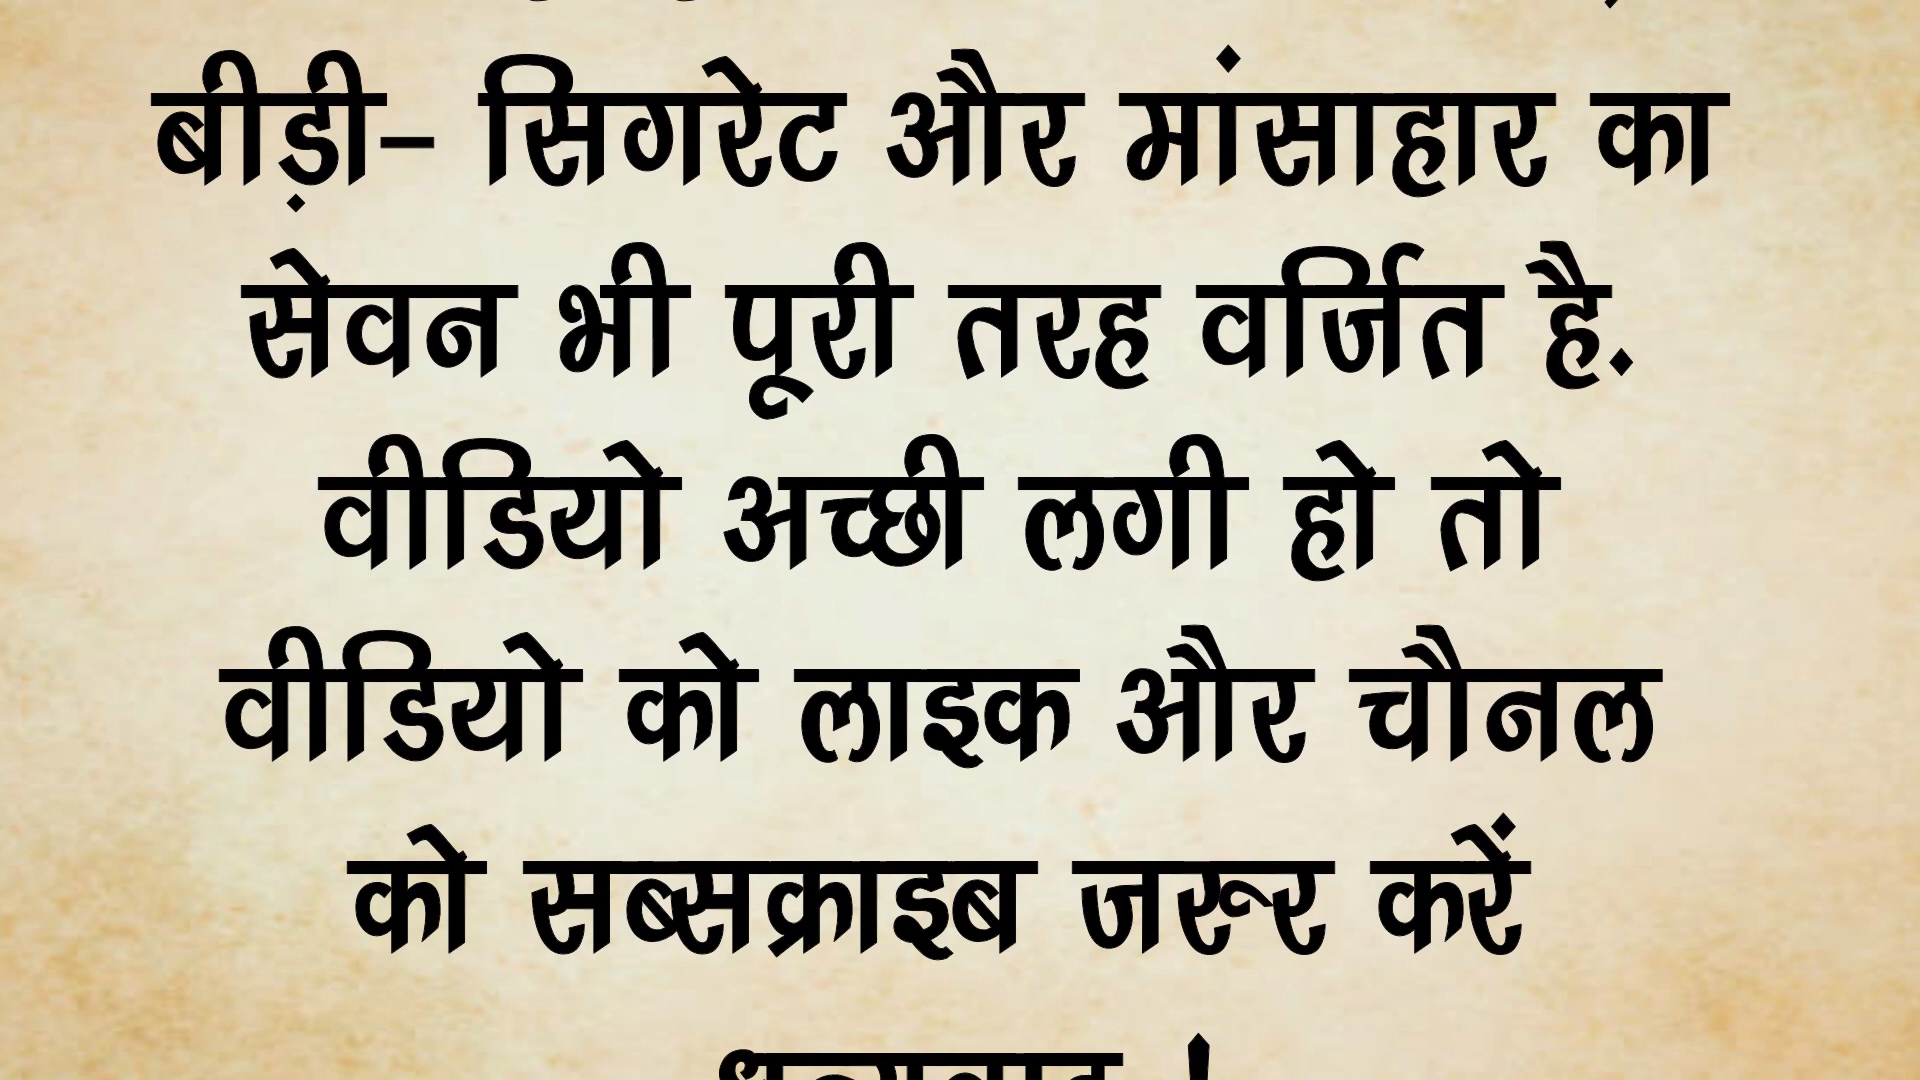 बीड़ी- सिगरेट और मांसाहार का
सेवन भी पूरी तरह वर्जित है.
वीडियो अच्छी लगी हो तो
वीडियो को लाइक और चौनल
को सब्सक्राइब जरूर करें